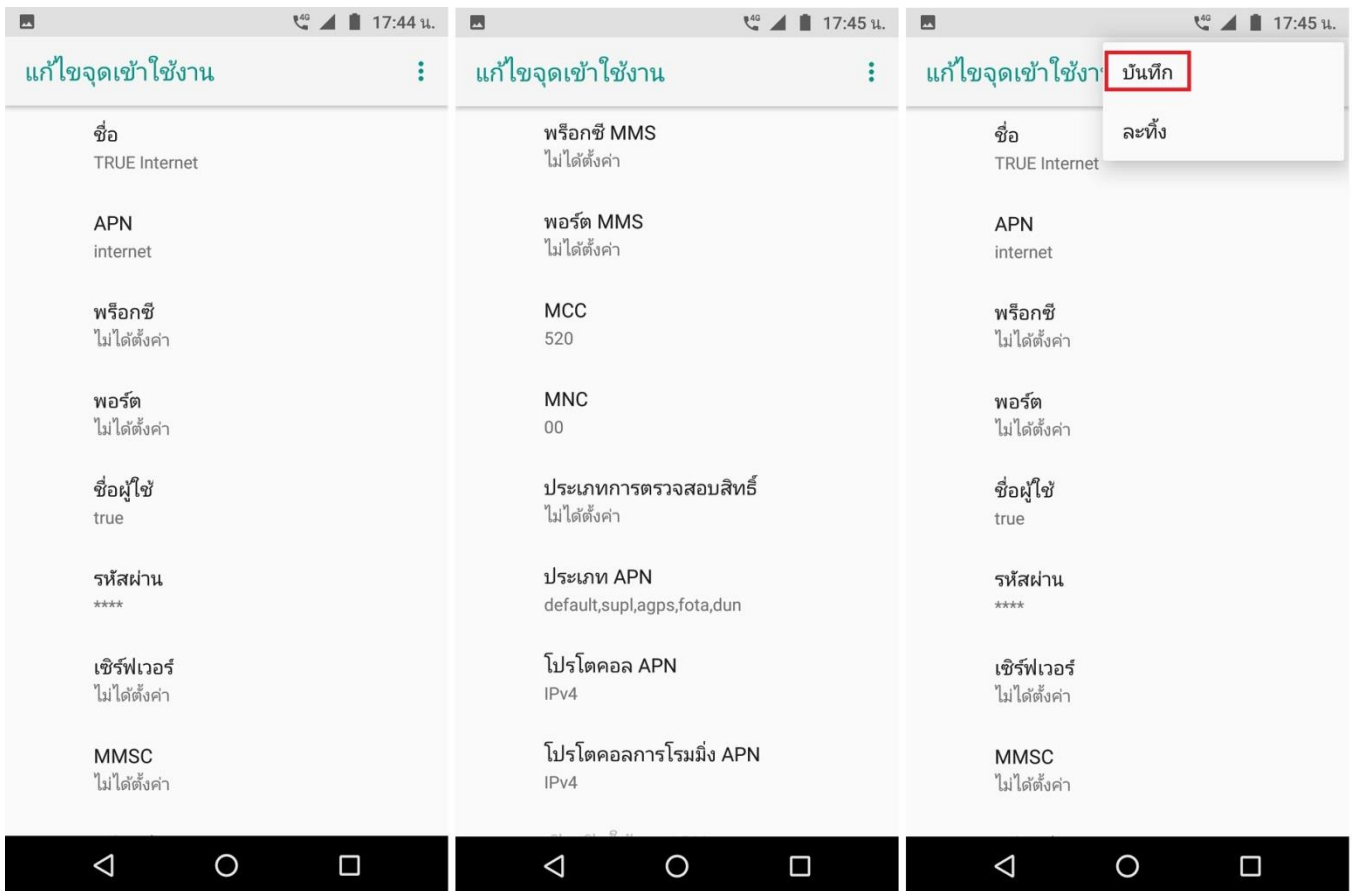 17:44 น.
แก้ไขจุดเข้าใช้งาน
ชื่อ
TRUE Internet
APN
internet
พร็อกซี
ไม่ได้ตั้งค่า
พอร์ต
ไม่ได้ตั้งค่า
ชื่อผู้ใช้
true
รหัสผ่าน
****
เซิร์ฟเวอร์
ไม่ได้ตั้งค่า
MMSC
ไม่ได้ตั้งค่า
17:45 น.
แก้ไขจุดเข้าใช้งาน
พร็อกซี MMS
ไม่ได้ตั้งค่า
พอร์ต MMS
ไม่ได้ตั้งค่า
MCC
520
MNC
00
ประเภทการตรวจสอบสิทธิ์
ไม่ได้ตั้งค่า
ประเภท APN
default,supl,agps,fota,dun
โปรโตคอล APN
IPv4
โปรโตคอลการโรมมิ่ง APN
IPv4
17:45 น.
แก้ไขจุดเข้าใช้งา
บันทึก
ละทิ้ง
ชื่อ
TRUE Internet
APN
internet
พร็อกซี
ไม่ได้ตั้งค่า
พอร์ต
ไม่ได้ตั้งค่า
ชื่อผู้ใช้
true
รหัสผ่าน
****
เซิร์ฟเวอร์
ไม่ได้ตั้งค่า
MMSC
ไม่ได้ตั้งค่า